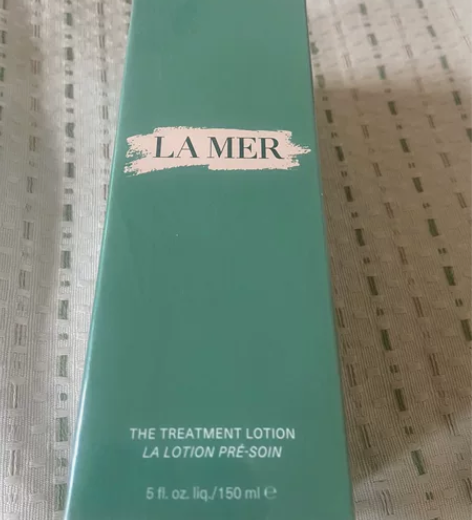 LA MER
THE TREATMENT LOTION
LA LOTION PRÉ-SOIN
5 fl. oz. liq./150 ml ℮